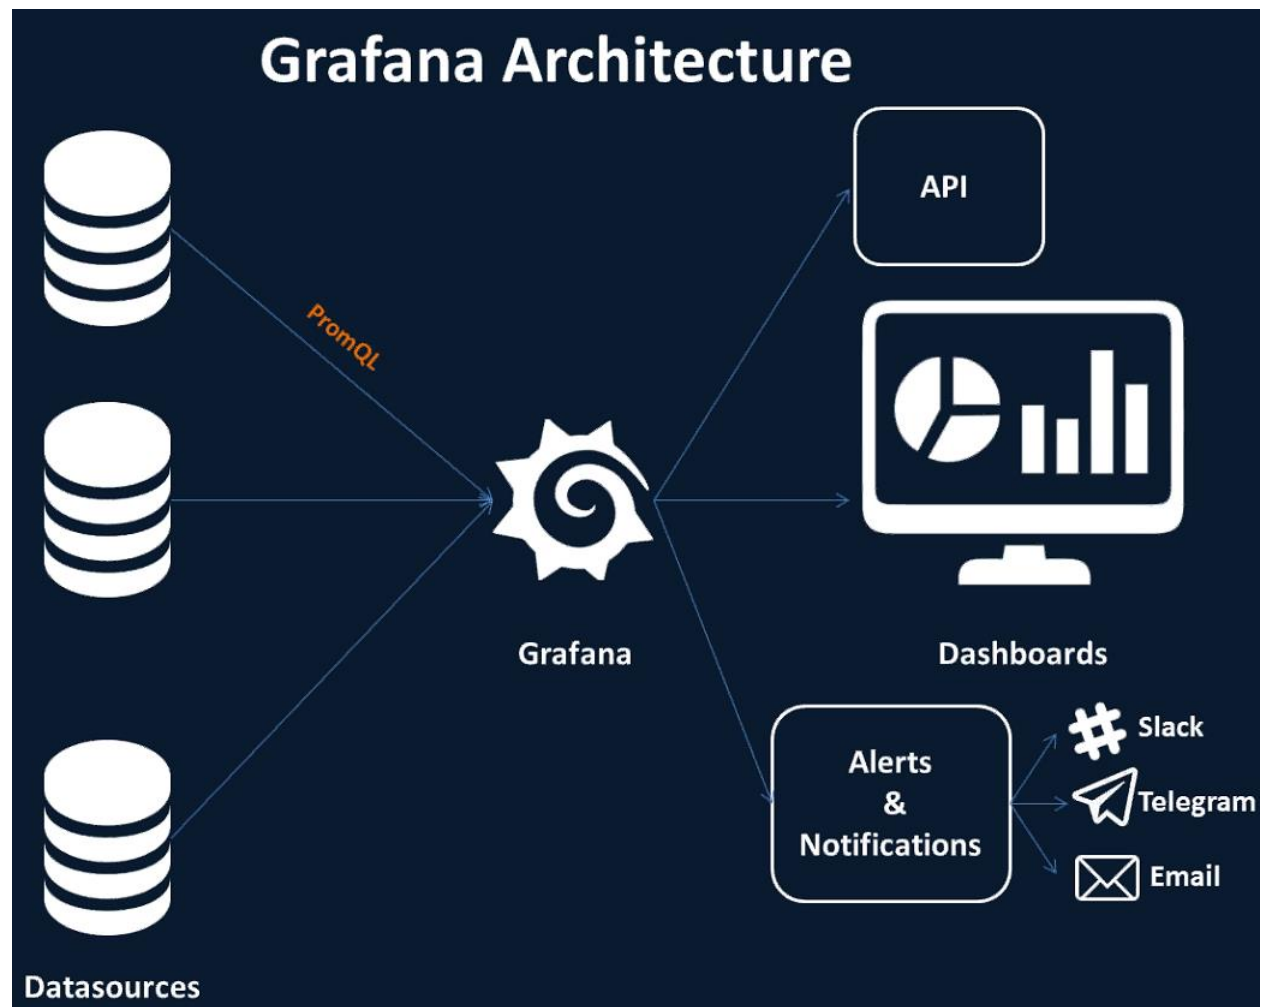 Grafana Architecture
API
PromQL
Grafana
Dashboards
Alerts
&
Notifications
Slack
Telegram
Email
Datasources